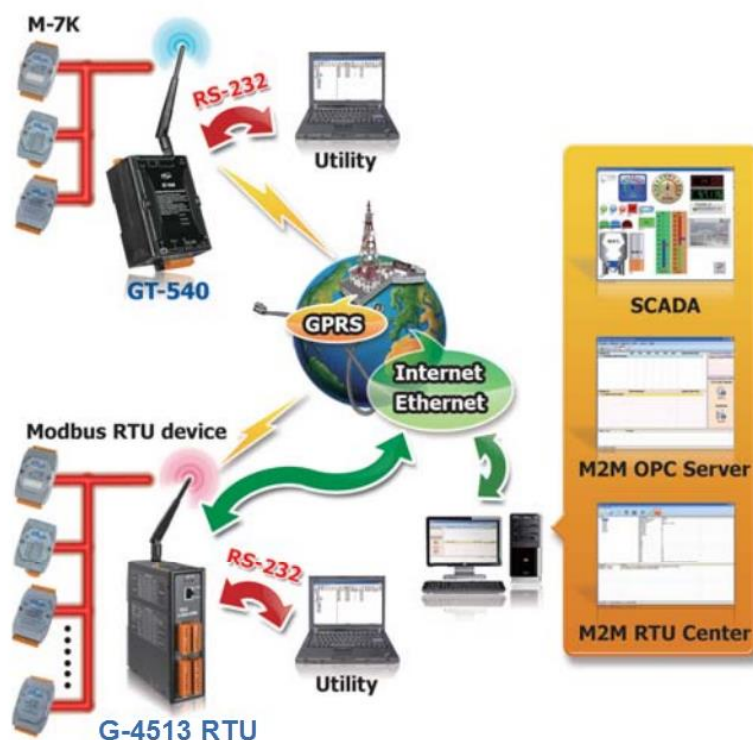 M-7K
RS-232
Utility
GT-540
GPRS
Internet
Ethernet
SCADA
M2M OPC Server
M2M RTU Center
Modbus RTU device
RS-232
Utility
G-4513 RTU